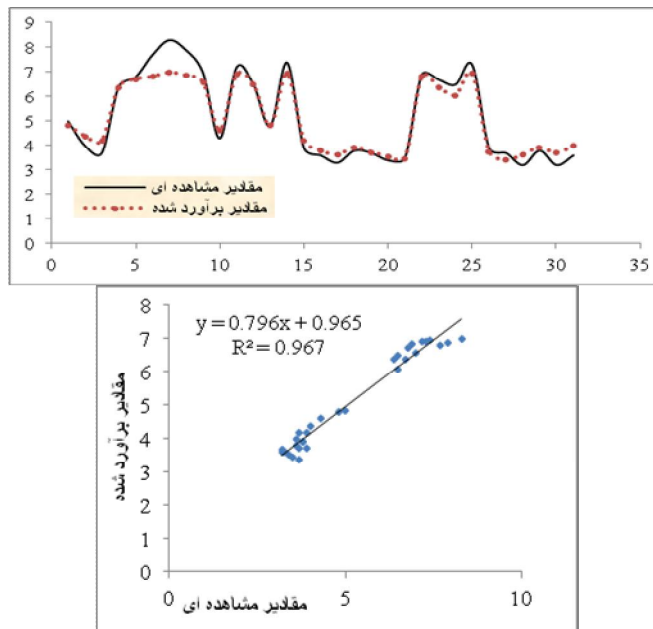 9
8
7
6
5
4
3
2
1
0
مقادیر مشاهده ای
مقادیر برآورد شده
0 5 10 15 20 25 30 35
8
7
6
5
4
3
2
1
0
y = 0.796x + 0.965
R² = 0.967
مقادیر برآورد شده
0 5 10
مقادیر مشاهده ای